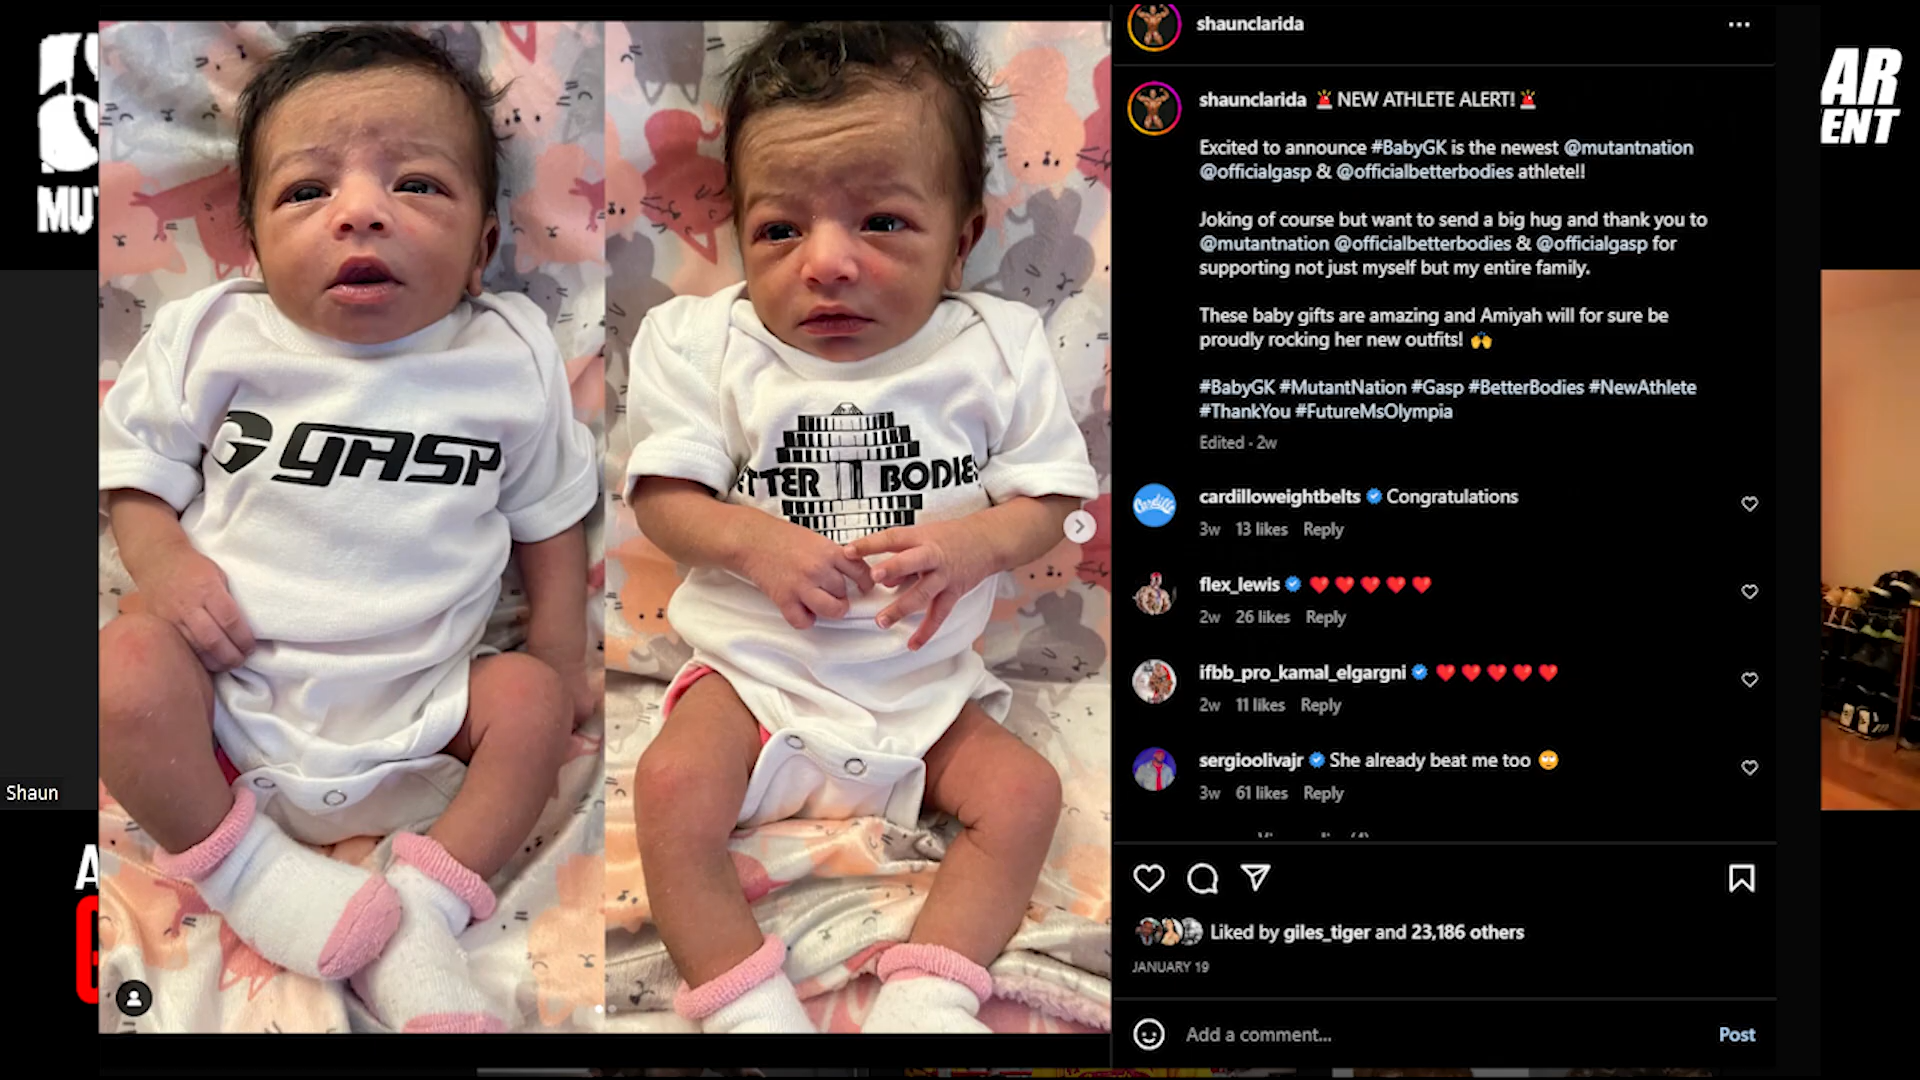 shaunclarida
shaunclarida 🚨 NEW ATHLETE ALERT! 🚨
Excited to announce #BabyGK is the newest @mutantnation
@officialgasp & @officialbetterbodies athlete!!
Joking of course but want to send a big hug and thank you to
@mutantnation @officialbetterbodies & @officialgasp for
supporting not just myself but my entire family.
These baby gifts are amazing and Amiyah will for sure be
proudly rocking her new outfits! 🙌
#BabyGK #MutantNation #Gasp #BetterBodies #NewAthlete
#ThankYou #FutureMsOlympia
Edited · 2w
cardilloweightbelts Congratulations
3w 13 likes Reply
flex_lewis ❤️❤️❤️❤️❤️
2w 26 likes Reply
ifbb_pro_kamal_elgargni ❤️❤️❤️❤️❤️
2w 11 likes Reply
sergioolivajr She already beat me too 🙄
3w 61 likes Reply
Liked by giles_tiger and 23,186 others
JANUARY 19
Add a comment...
Post
G GASP
ETTER BODIES
MUT
AR
ENT
Shaun
A